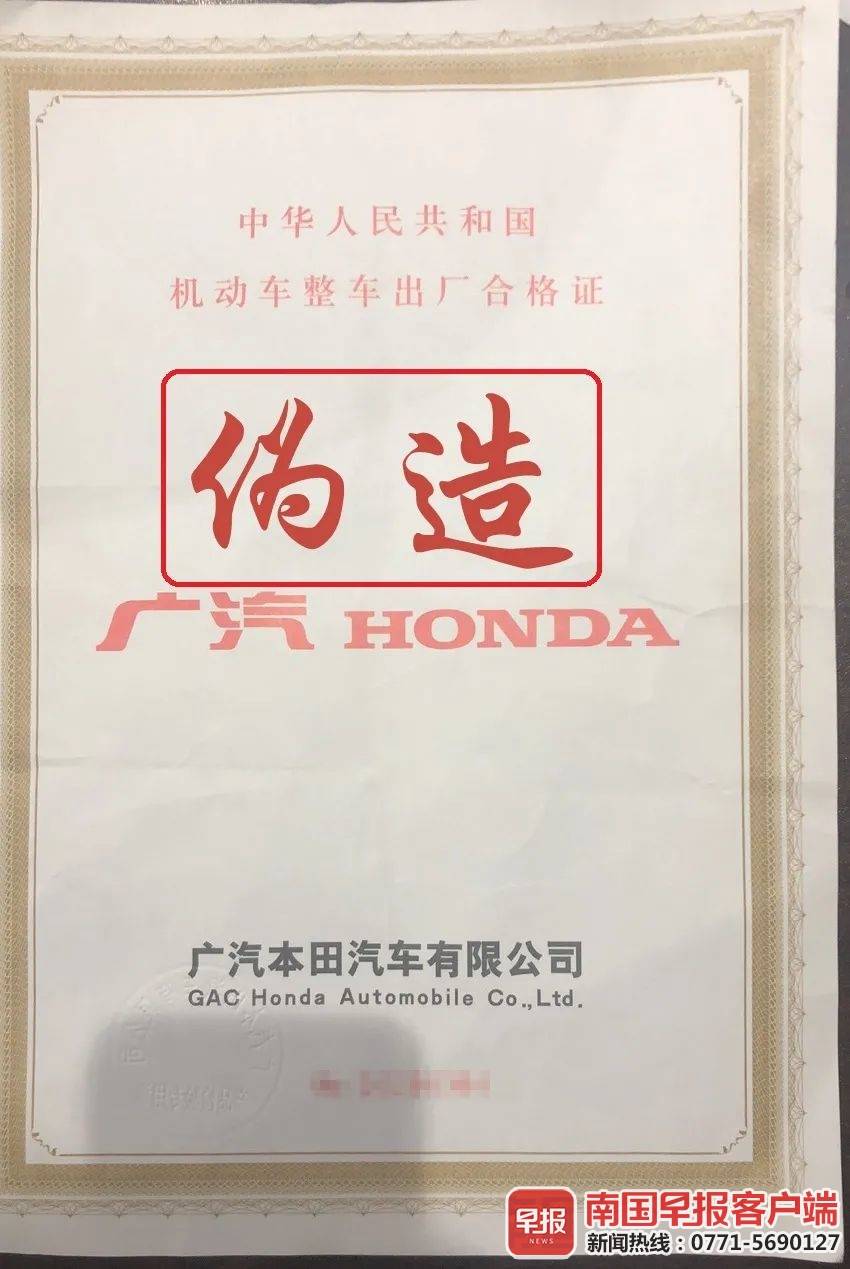 中华人民共和国
机动车整车出厂合格证
伪造
广汽 HONDA
广汽本田汽车有限公司
GAC Honda Automobile Co.,Ltd.
早报
NEWS
南国早报客户端
新闻热线：0771-5690127